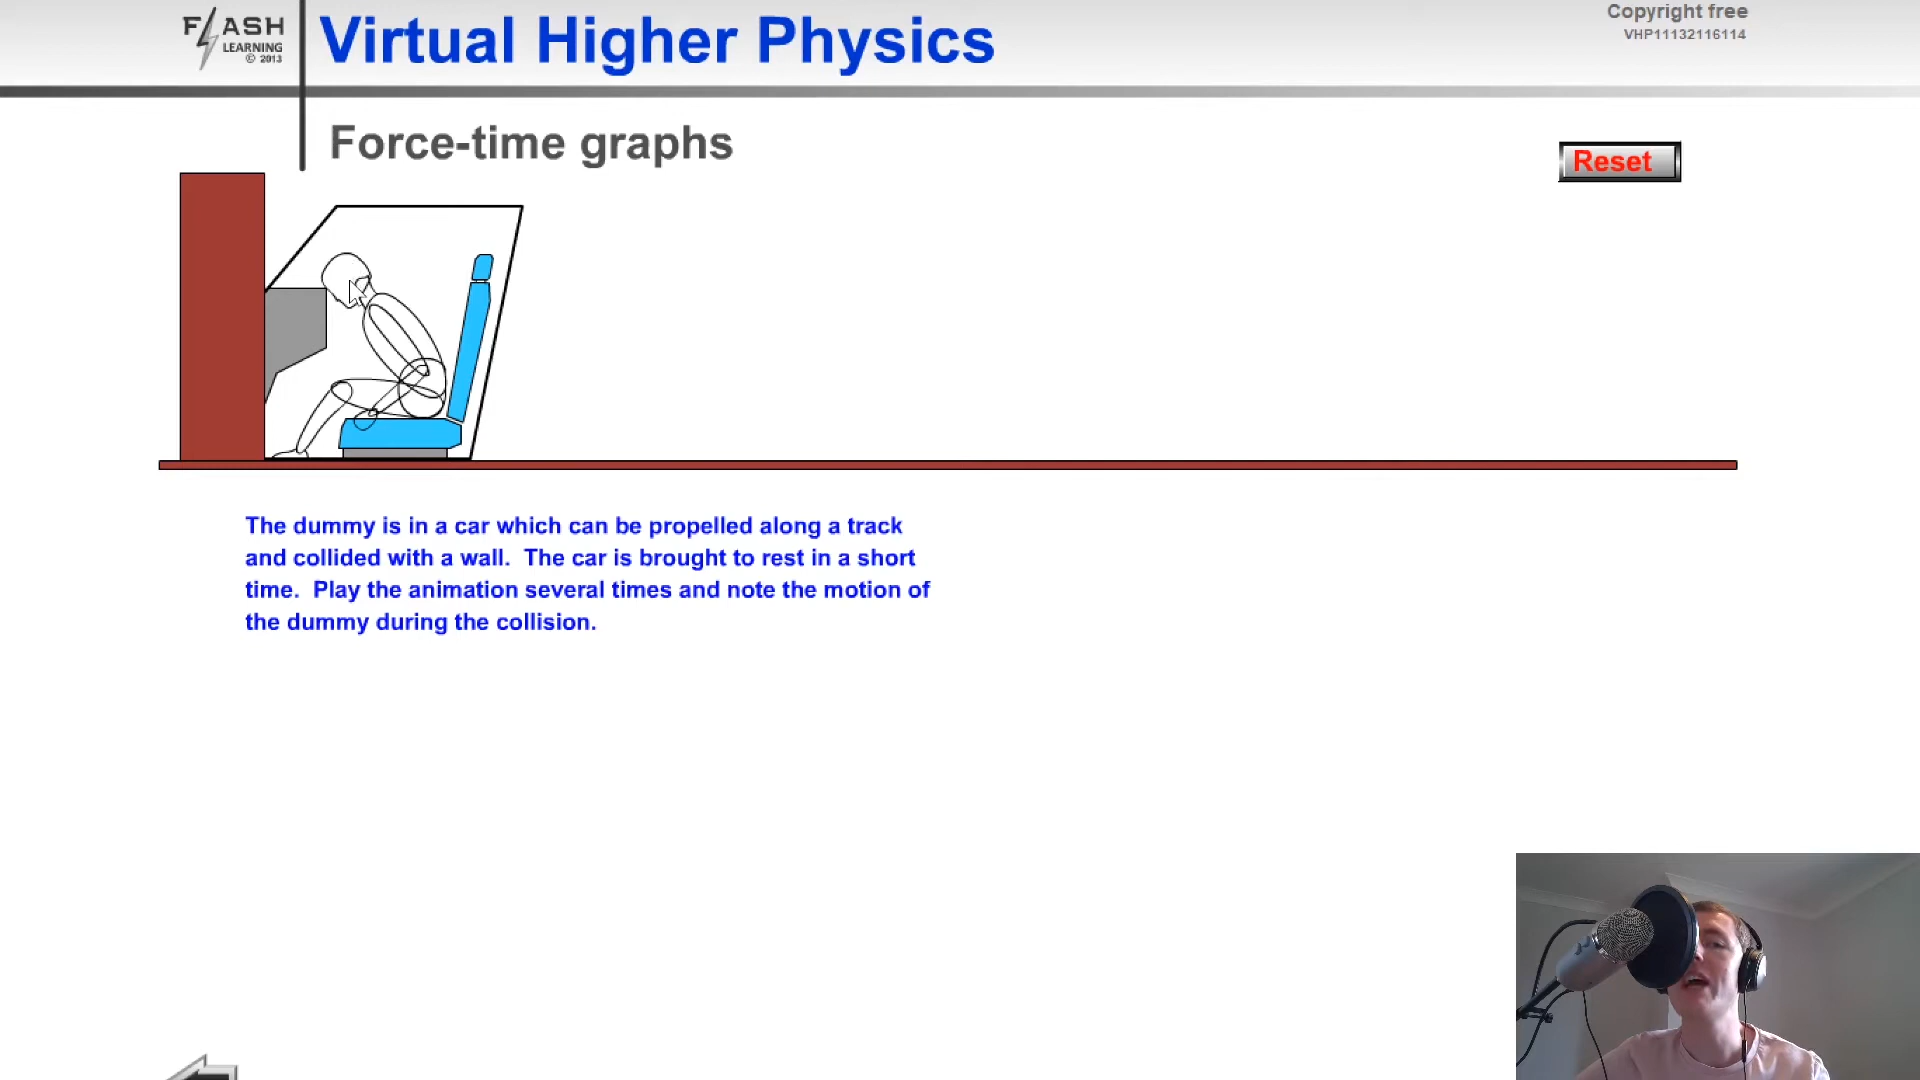 FLASH
LEARNING
© 2013
Virtual Higher Physics
Copyright free
VHP11132116114
Force-time graphs
Reset
The dummy is in a car which can be propelled along a track
and collided with a wall.  The car is brought to rest in a short
time.  Play the animation several times and note the motion of
the dummy during the collision.